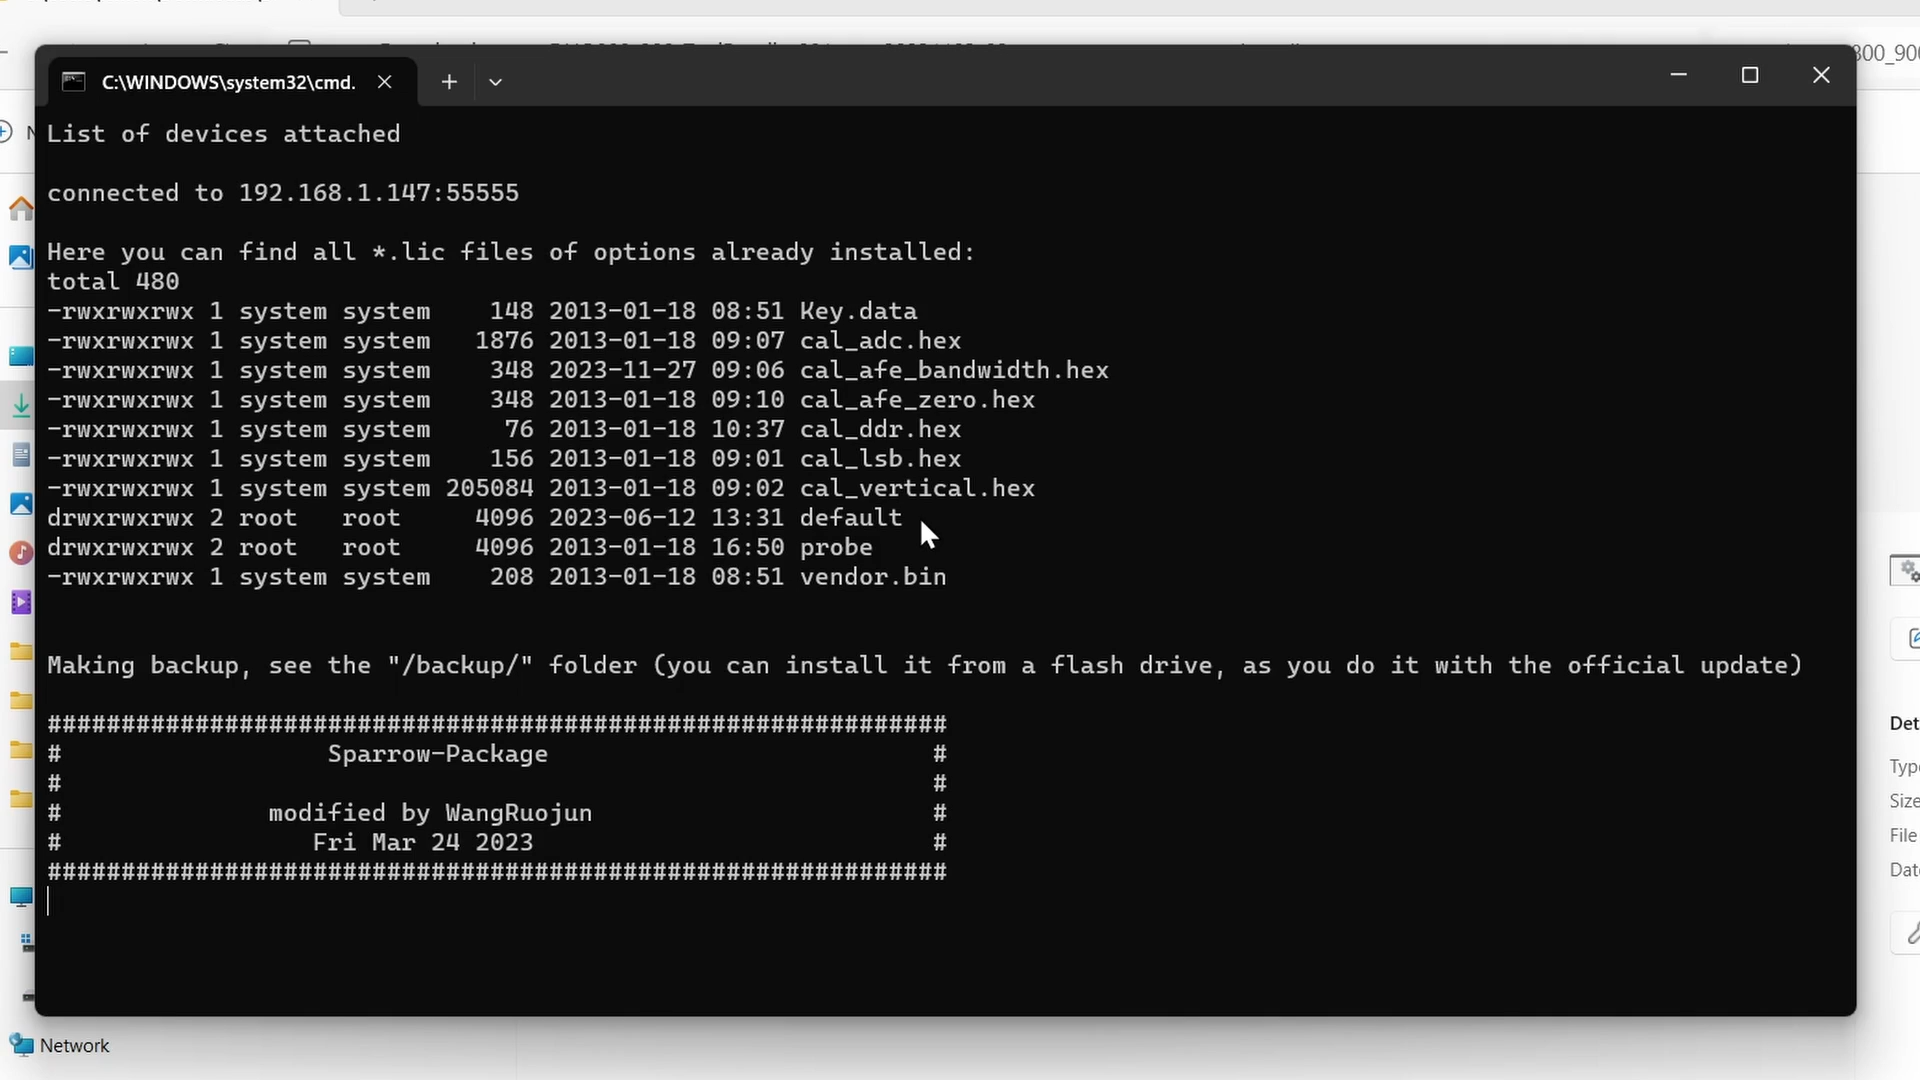 C:\WINDOWS\system32\cmd.
List of devices attached
connected to 192.168.1.147:55555
Here you can find all *.lic files of options already installed:
total 480
-rwxrwxrwx 1 system system    148 2013-01-18 08:51 Key.data
-rwxrwxrwx 1 system system   1876 2013-01-18 09:07 cal_adc.hex
-rwxrwxrwx 1 system system    348 2023-11-27 09:06 cal_afe_bandwidth.hex
-rwxrwxrwx 1 system system    348 2013-01-18 09:10 cal_afe_zero.hex
-rwxrwxrwx 1 system system     76 2013-01-18 10:37 cal_ddr.hex
-rwxrwxrwx 1 system system    156 2013-01-18 09:01 cal_lsb.hex
-rwxrwxrwx 1 system system 205084 2013-01-18 09:02 cal_vertical.hex
drwxrwxrwx 2 root   root     4096 2023-06-12 13:31 default
drwxrwxrwx 2 root   root     4096 2013-01-18 16:50 probe
-rwxrwxrwx 1 system system    208 2013-01-18 08:51 vendor.bin
Making backup, see the "/backup/" folder (you can install it from a flash drive, as you do it with the official update)
#############################################################
#                  Sparrow-Package                          #
#                                                           #
#              modified by WangRuojun                       #
#                 Fri Mar 24 2023                           #
#############################################################
Network
Size
File